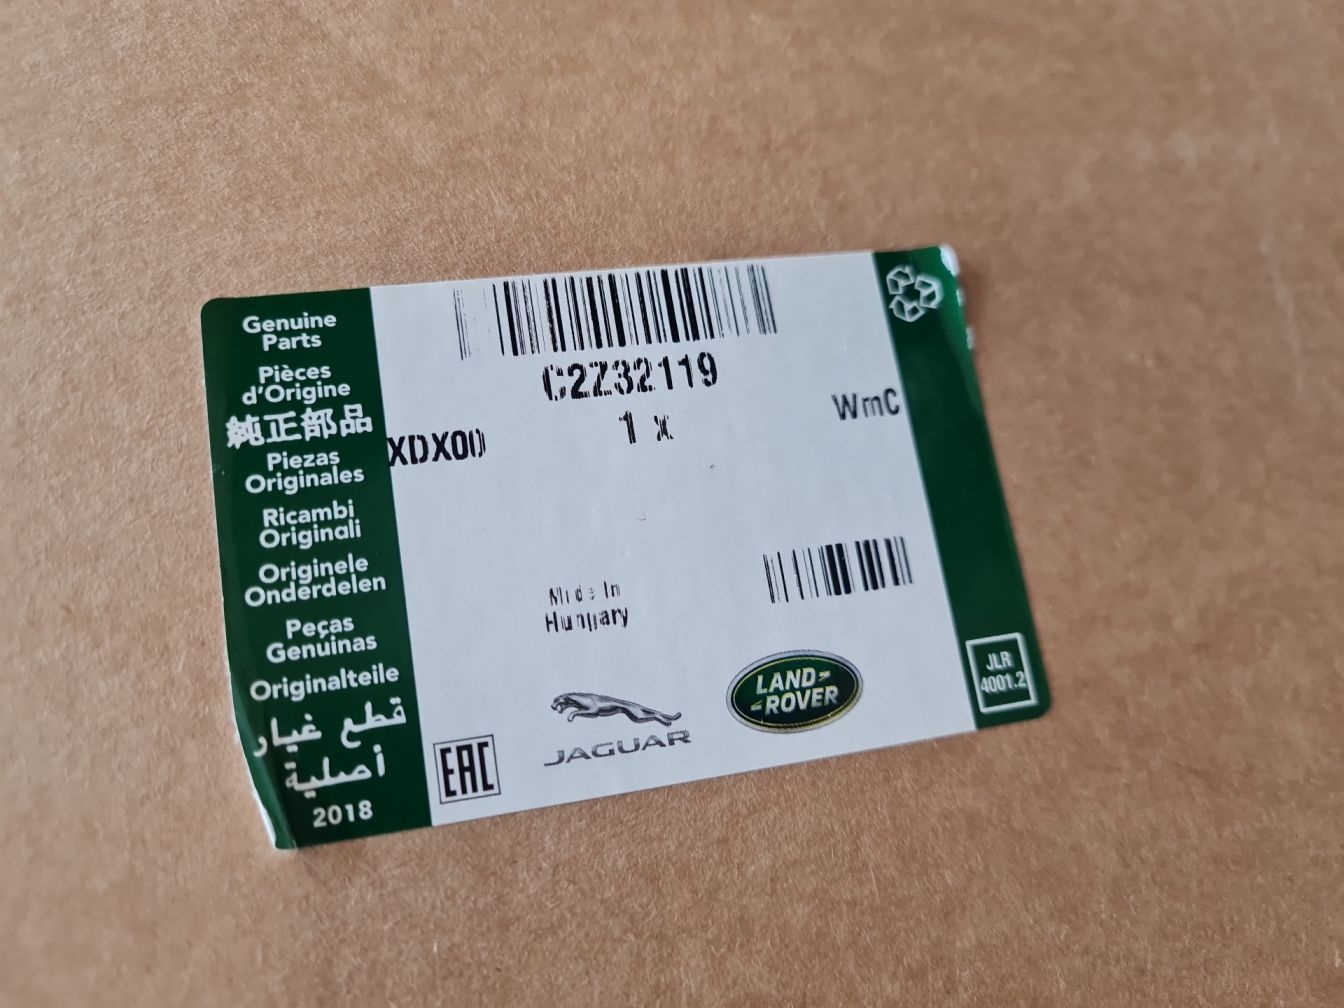 Genuine
Parts
Pièces
d'Origine
純正部品
Piezas
Originales
Ricambi
Originali
Originele
Onderdelen
Peças
Genuínas
Originalteile
قطع غيار
أصلية
2018
C2Z32119
1 x
WmC
XDX00
Made In
Hungary
EAC
JAGUAR
LAND
ROVER
JLR
4001.2